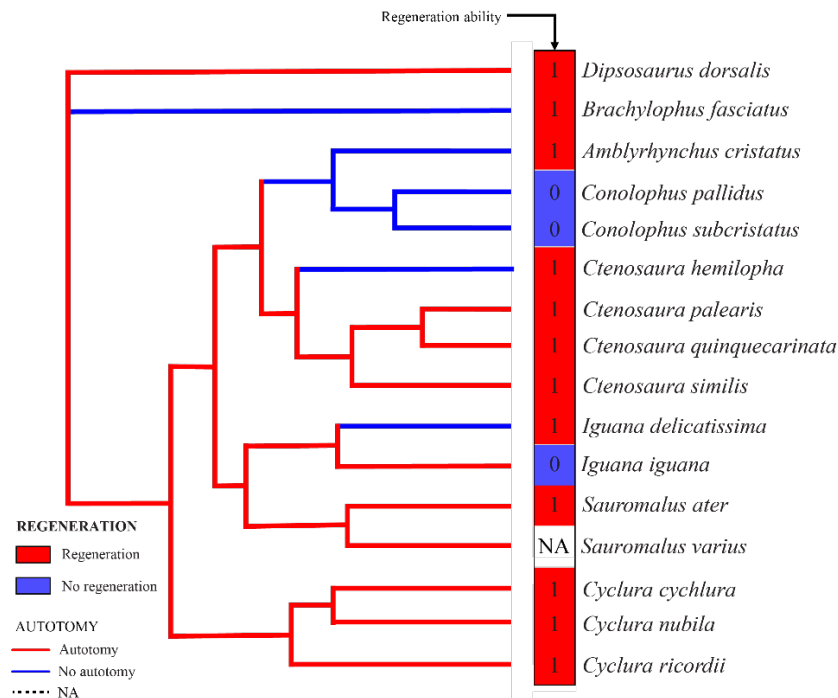 Regeneration ability
1 Dipsosaurus dorsalis
1 Brachylophus fasciatus
1 Amblyrhynchus cristatus
0 Conolophus pallidus
0 Conolophus subcristatus
1 Ctenosaura hemilopha
1 Ctenosaura palearis
1 Ctenosaura quinquecarinata
1 Ctenosaura similis
1 Iguana delicatissima
0 Iguana iguana
1 Sauromalus ater
NA Sauromalus varius
1 Cyclura cychlura
1 Cyclura nubila
1 Cyclura ricordii
REGENERATION
Regeneration
No regeneration
AUTOTOMY
Autotomy
No autotomy
NA